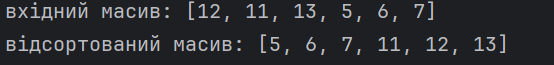 вхідний масив: [12, 11, 13, 5, 6, 7]
відсортований масив: [5, 6, 7, 11, 12, 13]